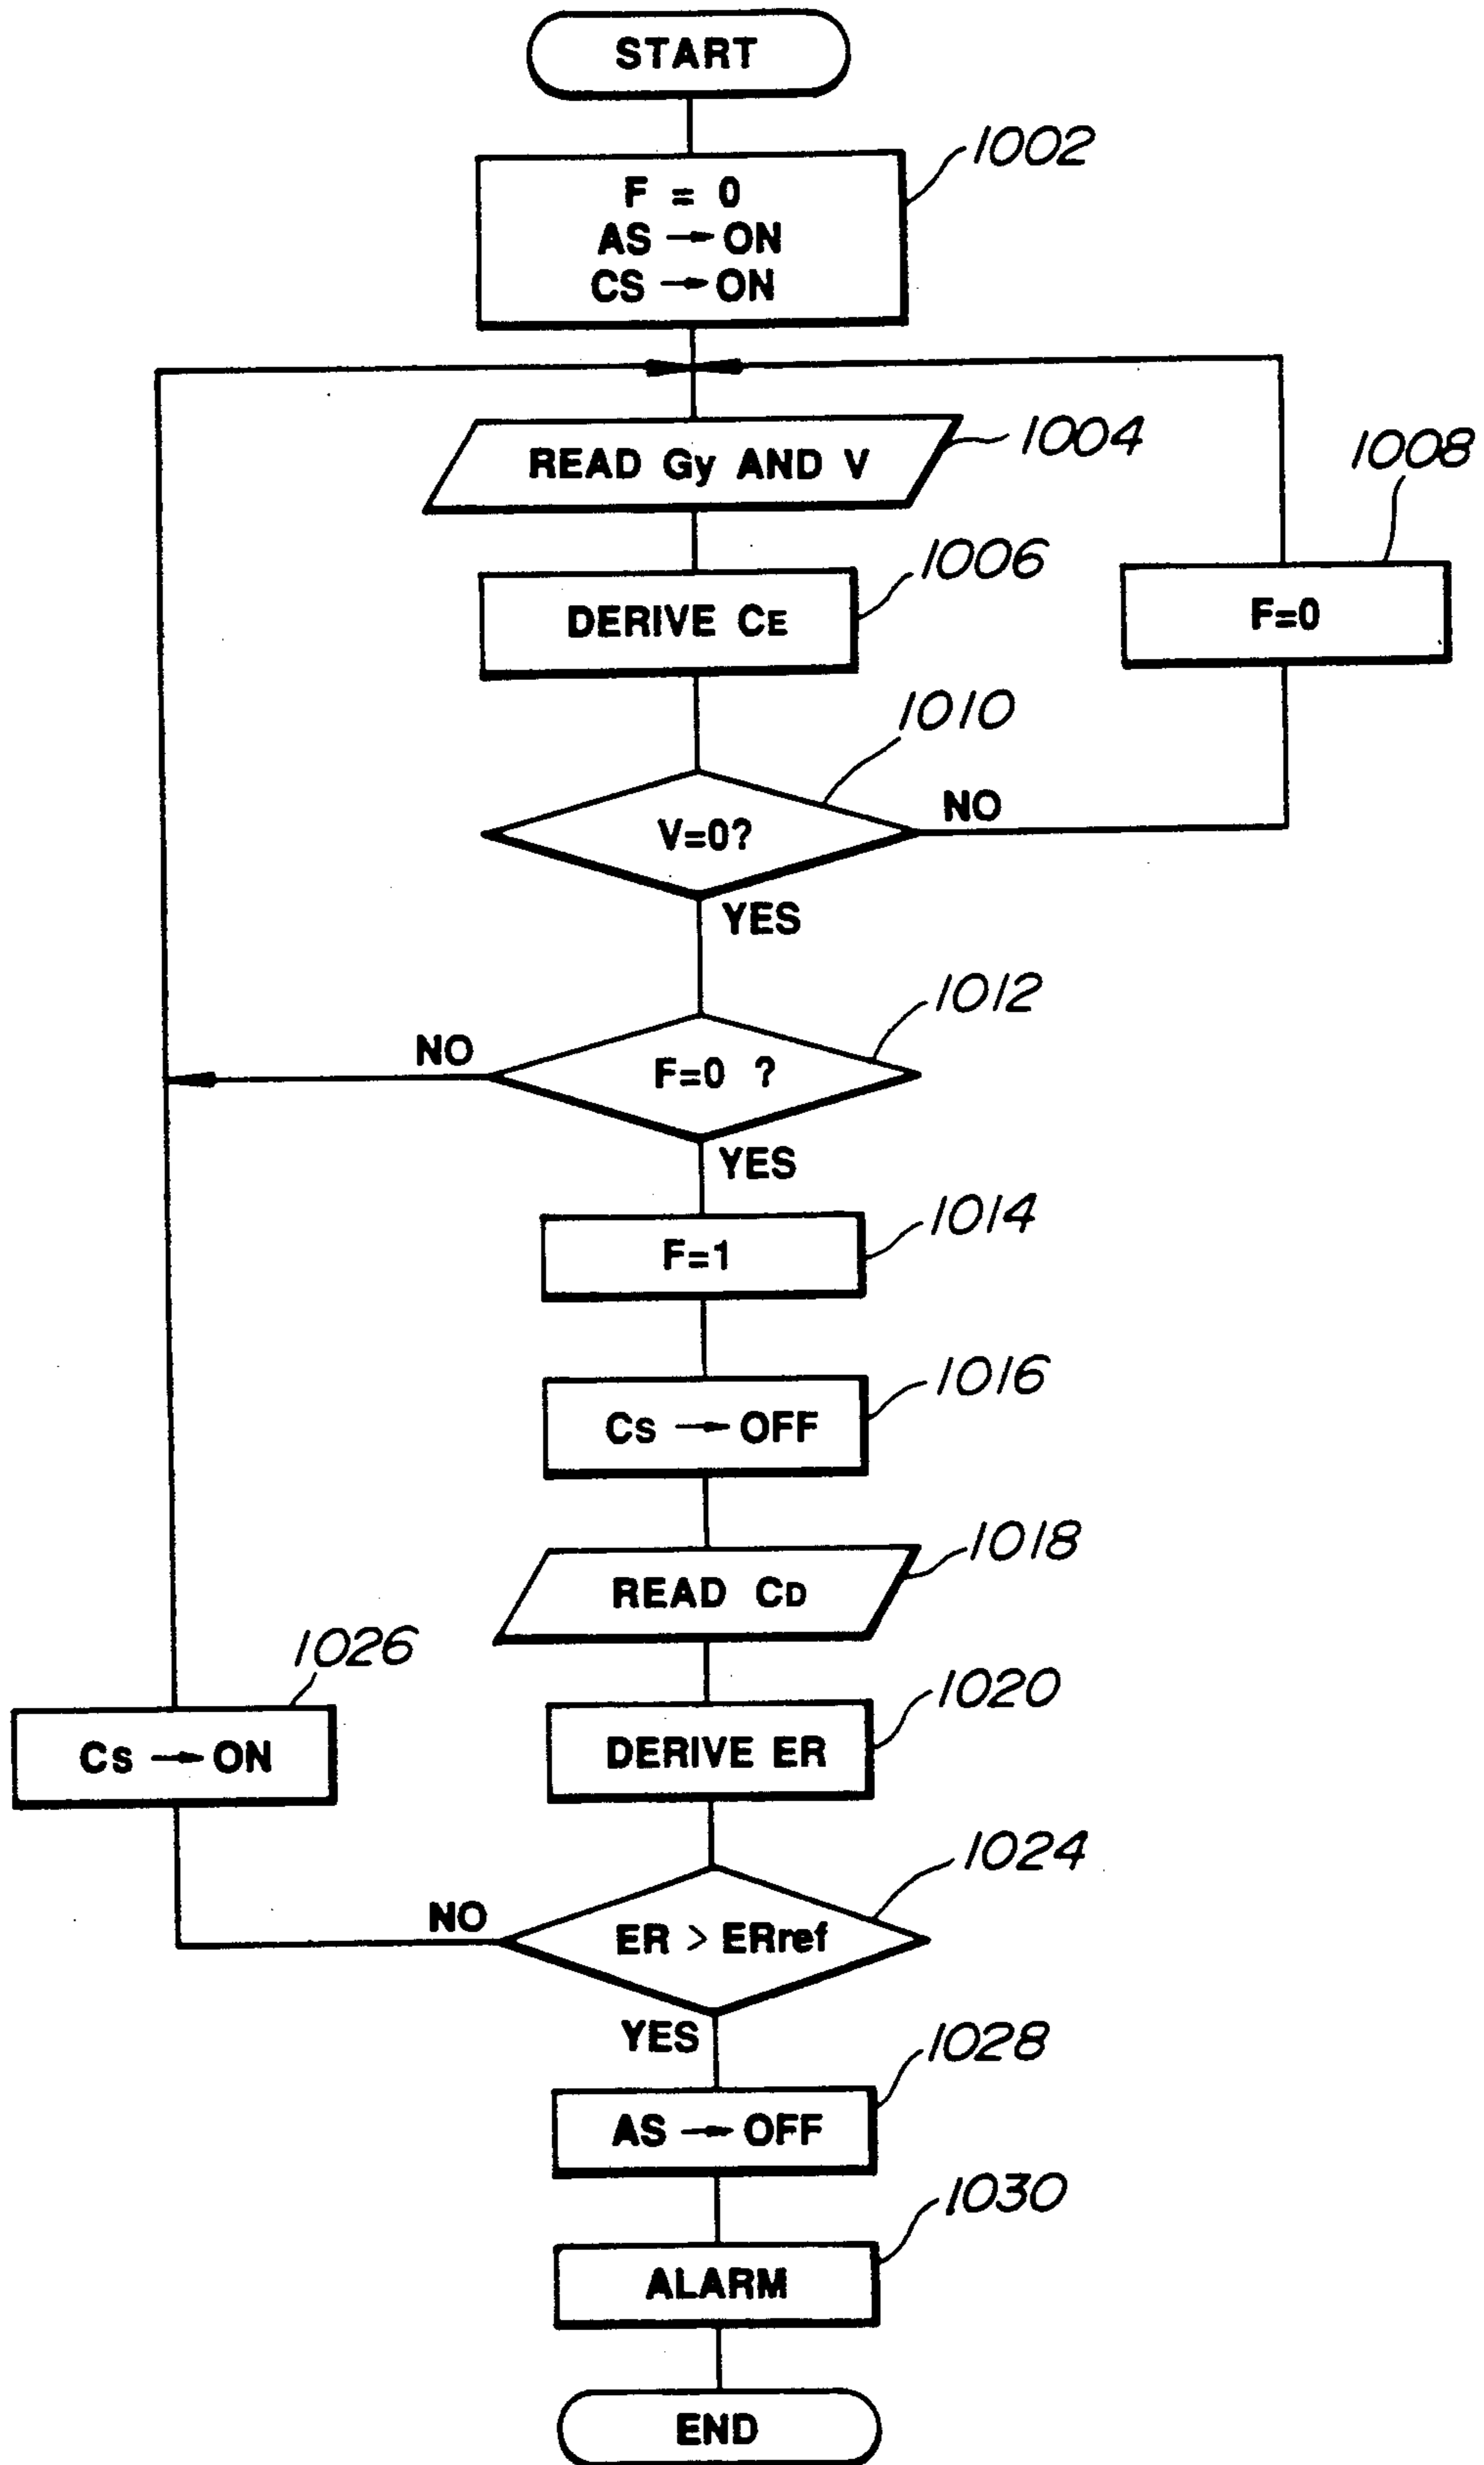 START
1002
F = 0
AS → ON
CS → ON
READ Gy AND V
1004
1008
1006
DERIVE CE
F=0
1010
V=0?
NO
YES
1012
NO
F=0 ?
YES
1014
F=1
1016
Cs → OFF
1018
READ CD
1026
1020
Cs → ON
DERIVE ER
1024
NO
ER > ERref
YES
1028
AS → OFF
1030
ALARM
END